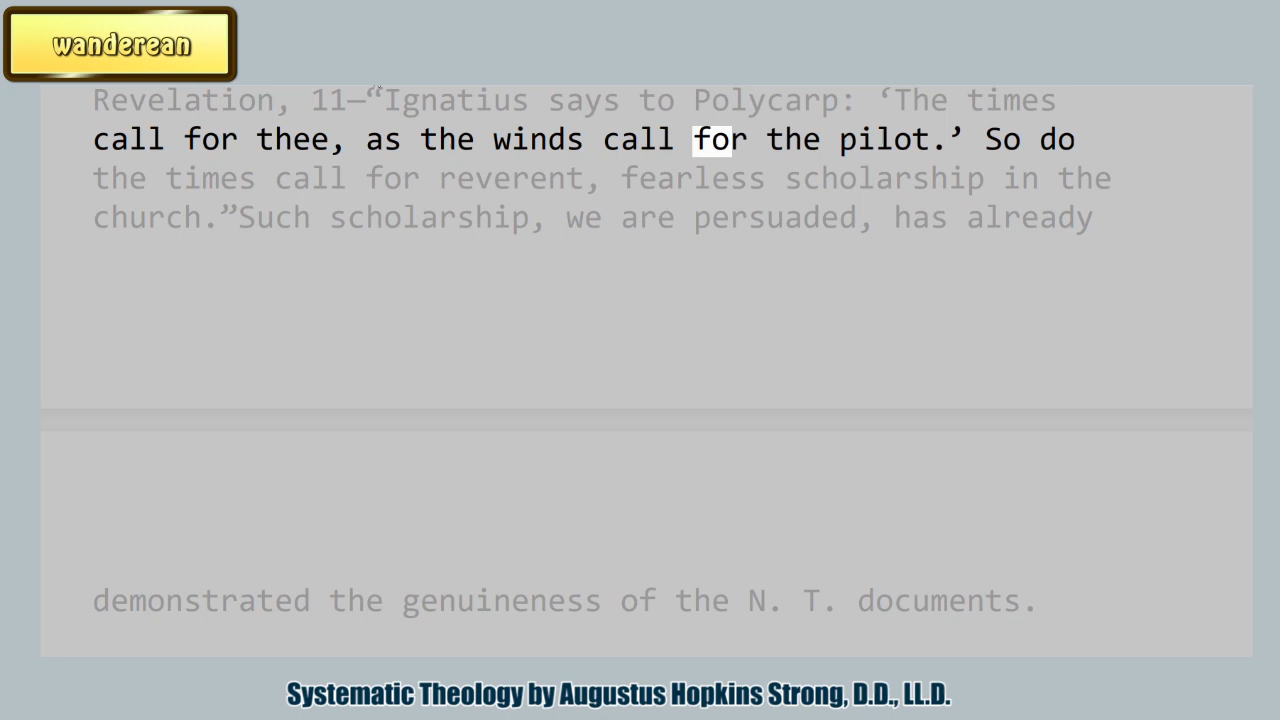 wanderean
Revelation, 11—“Ignatius says to Polycarp: ‘The times
call for thee, as the winds call for the pilot.’ So do
the times call for reverent, fearless scholarship in the
church.”Such scholarship, we are persuaded, has already
demonstrated the genuineness of the N. T. documents.
Systematic Theology by Augustus Hopkins Strong, D.D., LL.D.